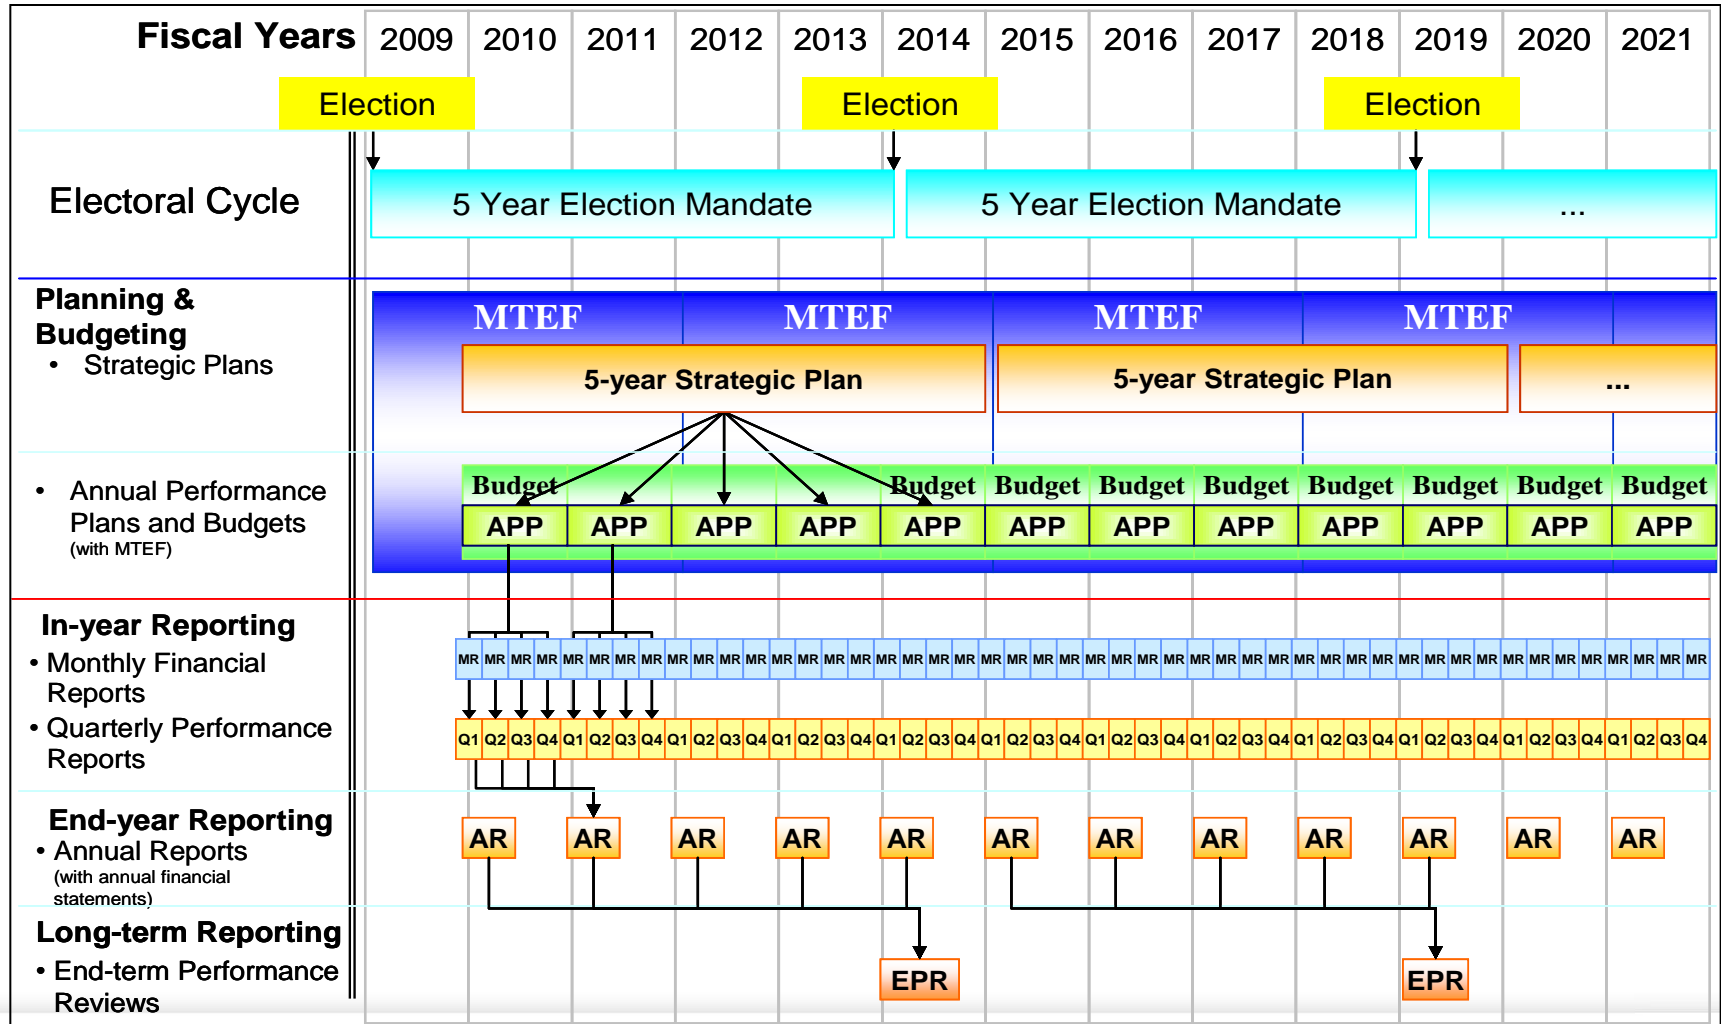 Fiscal Years 2009 2010 2011 2012 2013 2014 2015 2016 2017 2018 2019 2020 2021
Election Election Election
Electoral Cycle 5 Year Election Mandate 5 Year Election Mandate ...
Planning &
Budgeting
MTEF MTEF MTEF MTEF
• Strategic Plans
5-year Strategic Plan 5-year Strategic Plan ...
• Annual Performance
Plans and Budgets
(with MTEF)
Budget Budget Budget Budget Budget Budget Budget Budget Budget
APP APP APP APP APP APP APP APP APP APP APP APP
In-year Reporting
• Monthly Financial
Reports
MR MR MR MR MR MR MR MR MR MR MR MR MR MR MR MR MR MR MR MR MR MR MR MR MR MR MR MR MR MR MR MR MR MR MR MR MR MR MR MR MR MR MR MR MR MR MR MR
• Quarterly Performance
Reports
Q1 Q2 Q3 Q4 Q1 Q2 Q3 Q4 Q1 Q2 Q3 Q4 Q1 Q2 Q3 Q4 Q1 Q2 Q3 Q4 Q1 Q2 Q3 Q4 Q1 Q2 Q3 Q4 Q1 Q2 Q3 Q4 Q1 Q2 Q3 Q4 Q1 Q2 Q3 Q4 Q1 Q2 Q3 Q4 Q1 Q2 Q3 Q4
End-year Reporting
• Annual Reports
(with annual financial
statements)
AR AR AR AR AR AR AR AR AR AR AR AR
Long-term Reporting
• End-term Performance
Reviews
EPR EPR